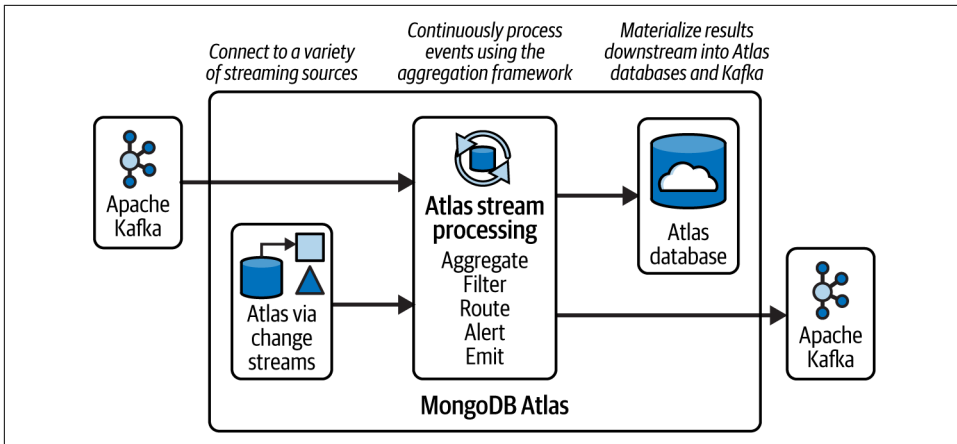 Connect to a variety
of streaming sources
Continuously process
events using the
aggregation framework
Materialize results
downstream into Atlas
databases and Kafka
Apache
Kafka
Atlas via
change
streams
Atlas stream
processing
Aggregate
Filter
Route
Alert
Emit
Atlas
database
Apache
Kafka
MongoDB Atlas